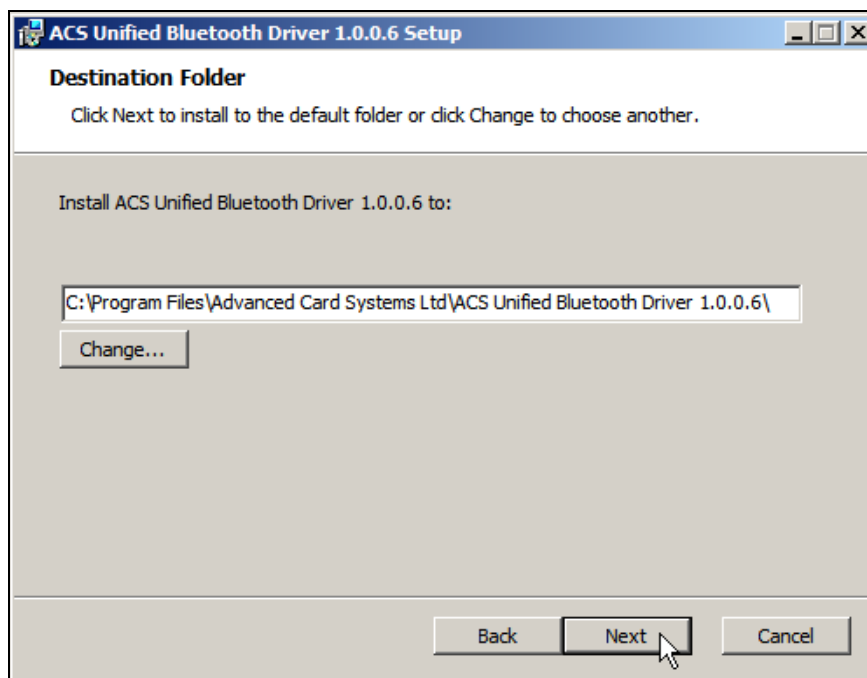 ACS Unified Bluetooth Driver 1.0.0.6 Setup
Destination Folder
Click Next to install to the default folder or click Change to choose another.
Install ACS Unified Bluetooth Driver 1.0.0.6 to:
C:\Program Files\Advanced Card Systems Ltd\ACS Unified Bluetooth Driver 1.0.0.6\
Change...
Back Next Cancel